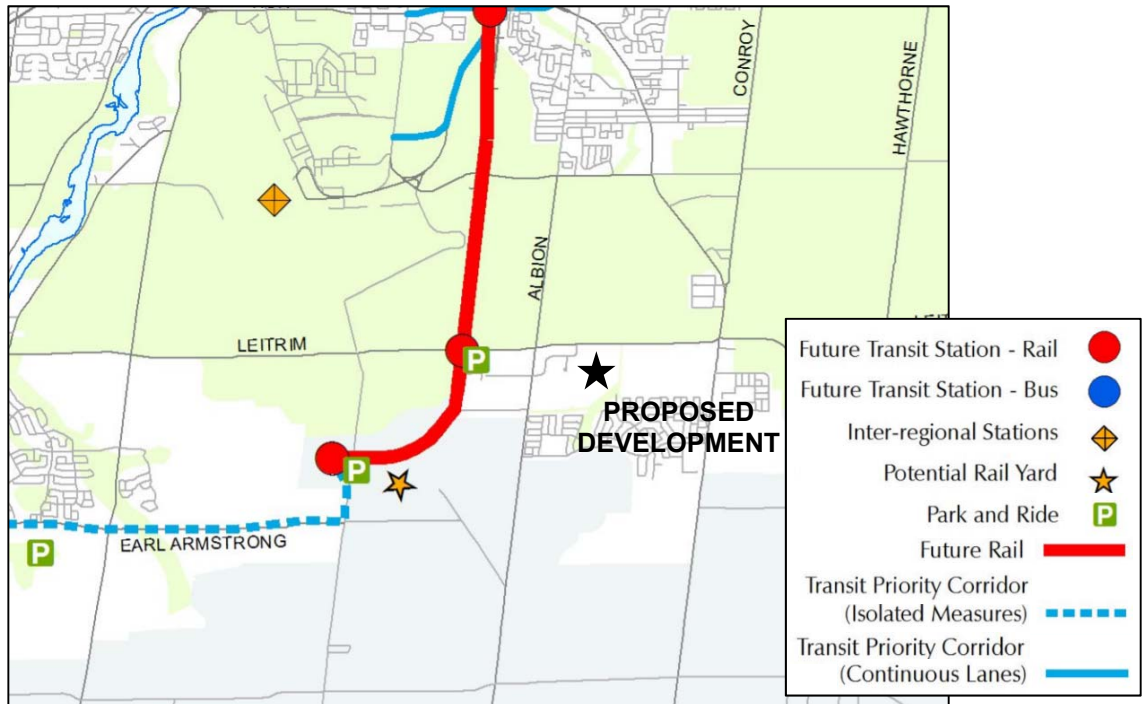 CONROY
HAWTHORNE
ALBION
LEITRIM
PROPOSED
DEVELOPMENT
P
P
P
EARL ARMSTRONG
Future Transit Station - Rail
Future Transit Station - Bus
Inter-regional Stations
Potential Rail Yard
Park and Ride P
Future Rail
Transit Priority Corridor
(Isolated Measures)
Transit Priority Corridor
(Continuous Lanes)